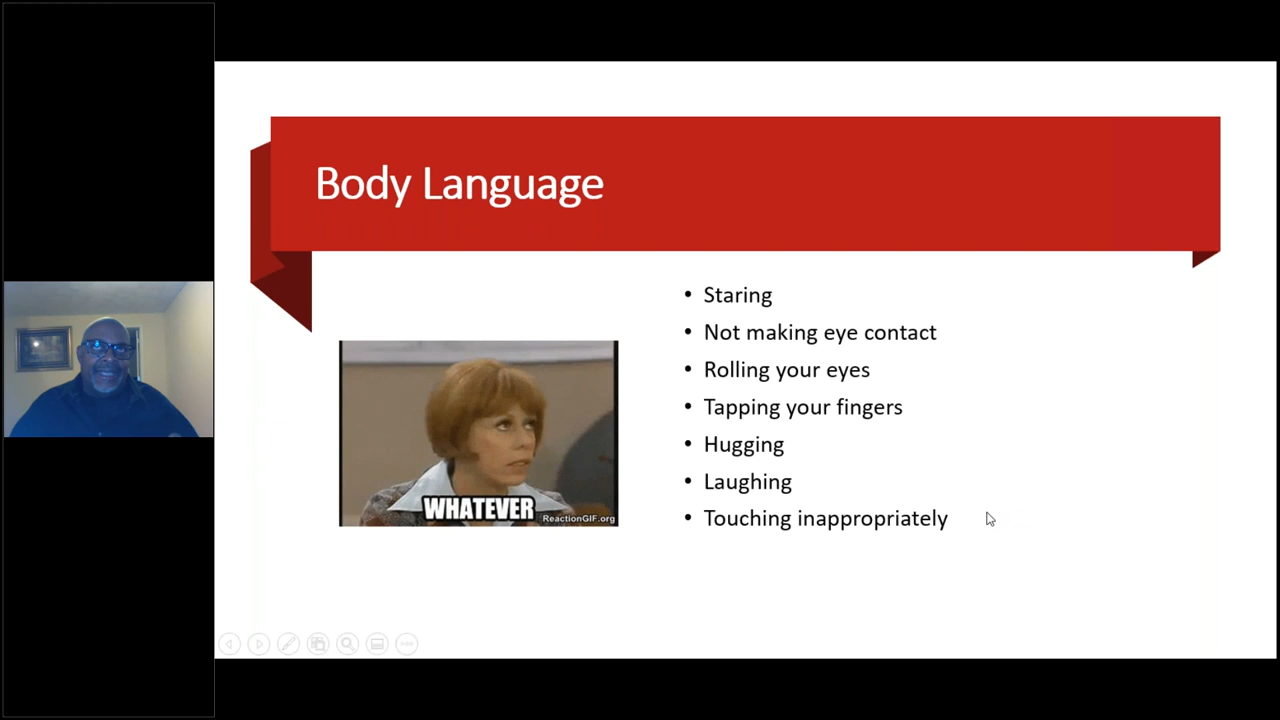 Body Language
• Staring
• Not making eye contact
• Rolling your eyes
• Tapping your fingers
• Hugging
• Laughing
• Touching inappropriately
WHATEVER
ReactionGIF.org